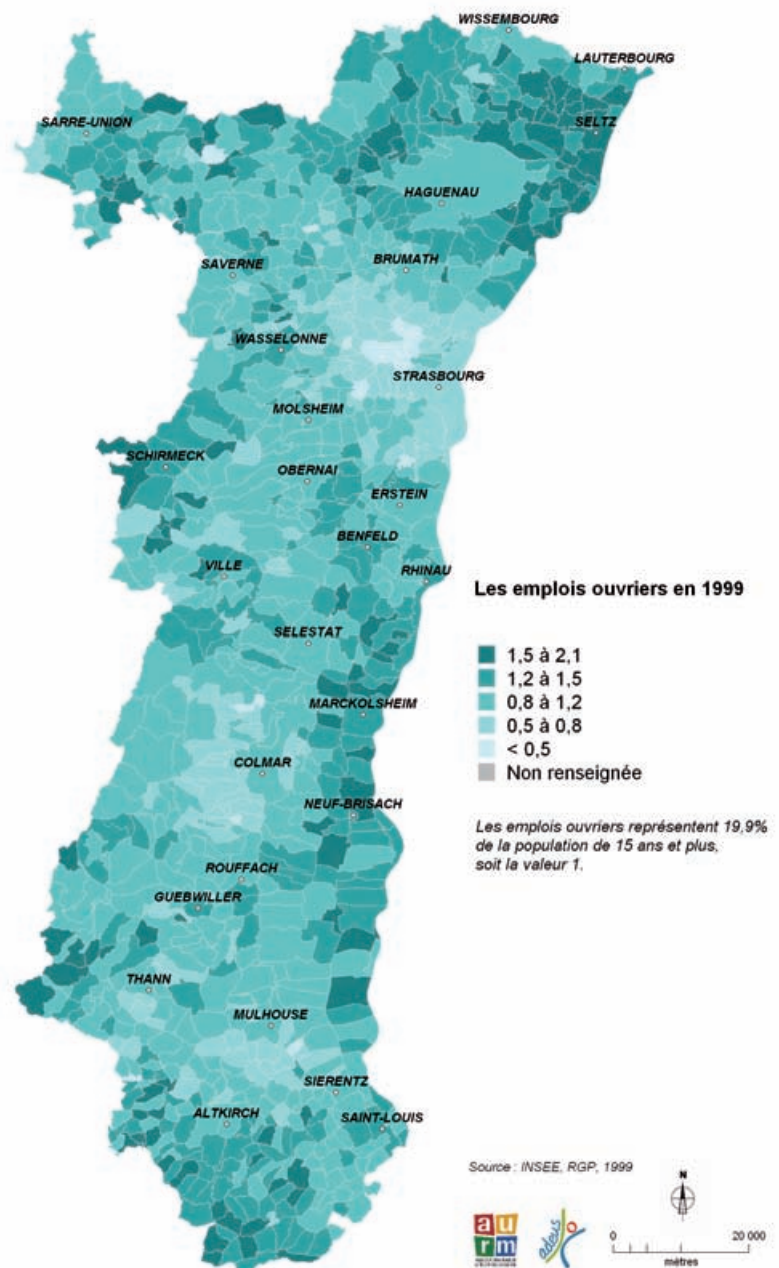 WISSEMBOURG
LAUTERBOURG
SARRE-UNION
SELTZ
HAGUENAU
SAVERNE
BRUMATH
WASSELONNE
STRASBOURG
MOLSHEIM
SCHIRMECK
OBERNAI
ERSTEIN
BENFELD
VILLE
RHINAU
SELESTAT
MARCKOLSHEIM
COLMAR
NEUF-BRISACH
ROUFFACH
GUEBWILLER
THANN
MULHOUSE
SIERENTZ
ALTKIRCH
SAINT-LOUIS
Les emplois ouvriers en 1999
1,5 à 2,1
1,2 à 1,5
0,8 à 1,2
0,5 à 0,8
< 0,5
Non renseignée
Les emplois ouvriers représentent 19,9%
de la population de 15 ans et plus,
soit la valeur 1.
Source : INSEE, RGP, 1999
N
au
rm
adeus
0 20 000
mètres